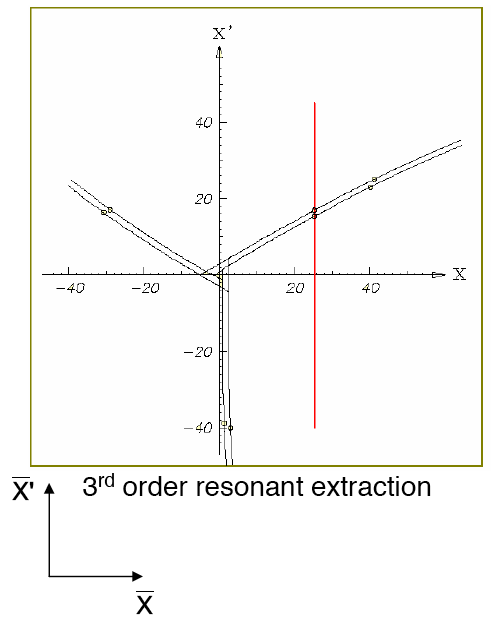 X'
40
20
-40
-20
20
40
X
-20
-40
3rd order resonant extraction
X̅'
X̅